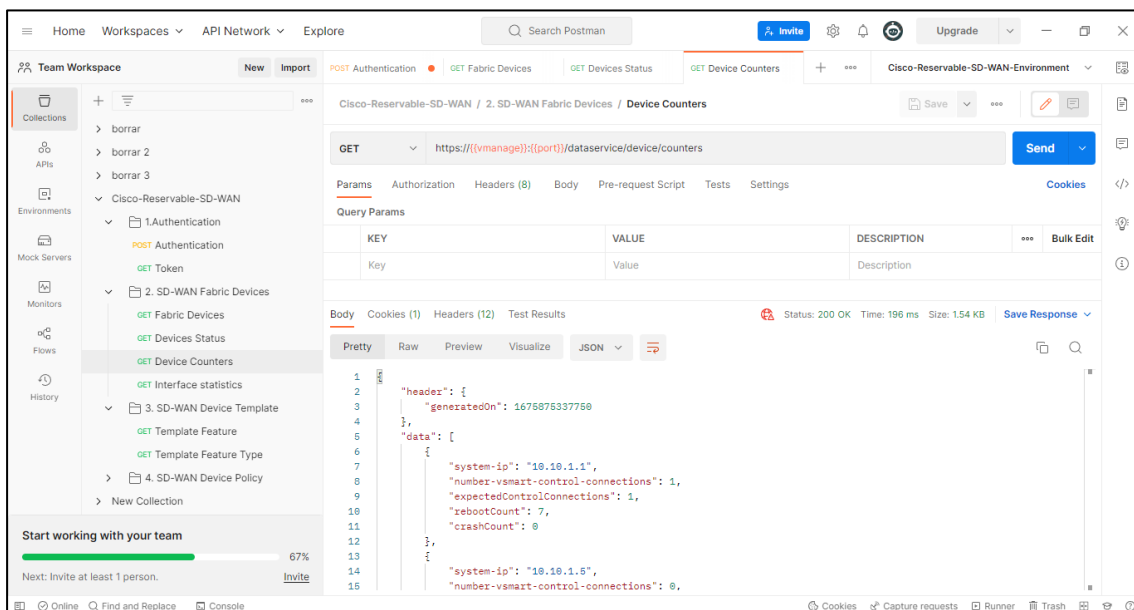 Home Workspaces API Network Explore Search Postman Invite Upgrade
Team Workspace New Import POST Authentication GET Fabric Devices GET Devices Status GET Device Counters Cisco-Reservable-SD-WAN-Environment
Collections
APIs
Environments
Mock Servers
Monitors
Flows
History
borrar
borrar 2
borrar 3
Cisco-Reservable-SD-WAN
1.Authentication
POST Authentication
GET Token
2. SD-WAN Fabric Devices
GET Fabric Devices
GET Devices Status
GET Device Counters
GET Interface statistics
3. SD-WAN Device Template
GET Template Feature
GET Template Feature Type
4. SD-WAN Device Policy
New Collection
Start working with your team
67%
Next: Invite at least 1 person. Invite
Cisco-Reservable-SD-WAN / 2. SD-WAN Fabric Devices / Device Counters Save
GET https://{{vmanage}}:{{port}}/dataservice/device/counters Send
Params Authorization Headers (8) Body Pre-request Script Tests Settings Cookies
Query Params
KEY VALUE DESCRIPTION Bulk Edit
Key Value Description
Body Cookies (1) Headers (12) Test Results Status: 200 OK Time: 196 ms Size: 1.54 KB Save Response
Pretty Raw Preview Visualize JSON
1 {
2 "header": {
3 "generatedOn": 1675875337750
4 },
5 "data": [
6 {
7 "system-ip": "10.10.1.1",
8 "number-vsmart-control-connections": 1,
9 "expectedControlConnections": 1,
10 "rebootCount": 7,
11 "crashCount": 0
12 },
13 {
14 "system-ip": "10.10.1.5",
15 "number-vsmart-control-connections": 0,
Online Find and Replace Console Cookies Capture requests Runner Trash